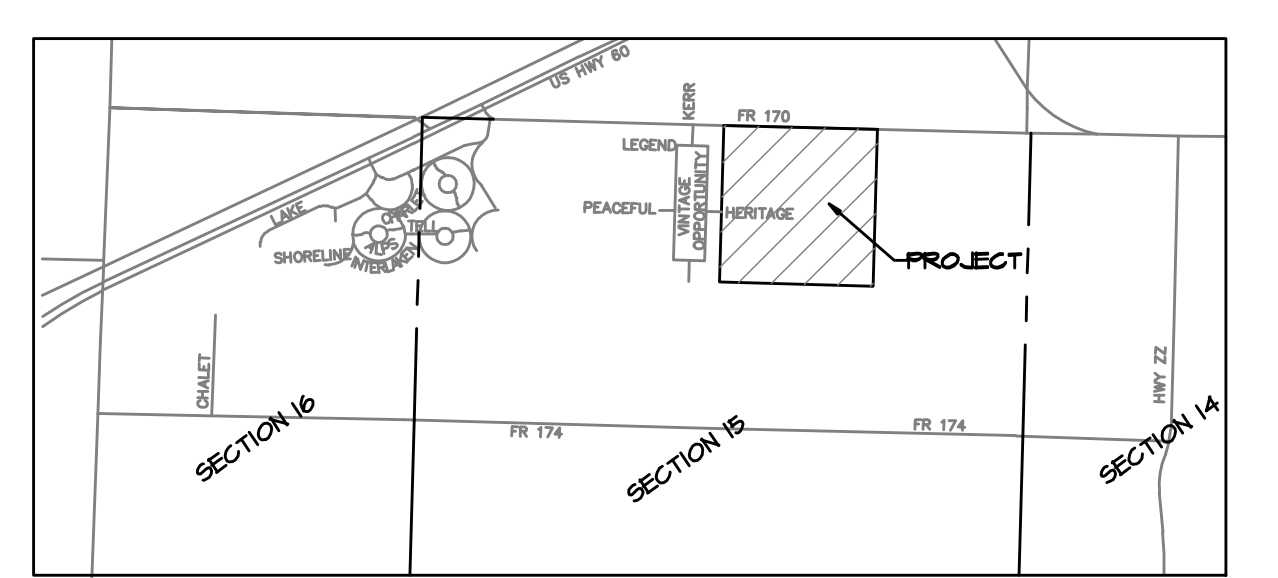 US HWY 60
KERR
FR 170
LEGEND
VINTAGE
OPPORTUNITY
PEACEFUL
HERITAGE
LAKE
CHARLET
TELL
ALPS
SHORELINE
INTERLAKEN
PROJECT
CHALET
HWY ZZ
SECTION 16
FR 174
SECTION 15
FR 174
SECTION 14